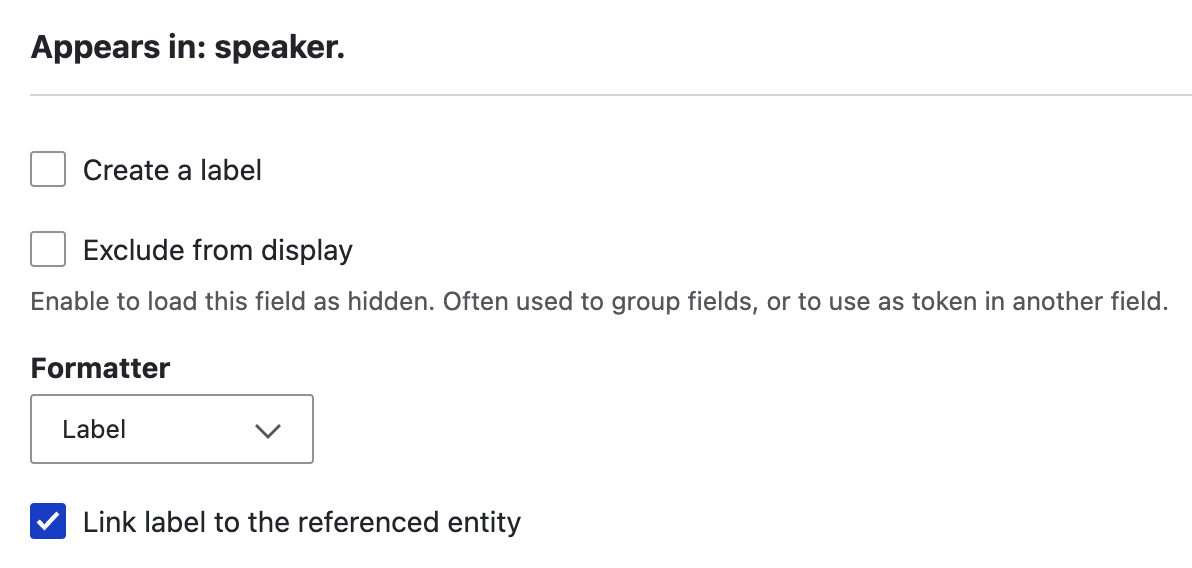 Appears in: speaker.
Create a label
Exclude from display
Enable to load this field as hidden. Often used to group fields, or to use as token in another field.
Formatter
Label
Link label to the referenced entity